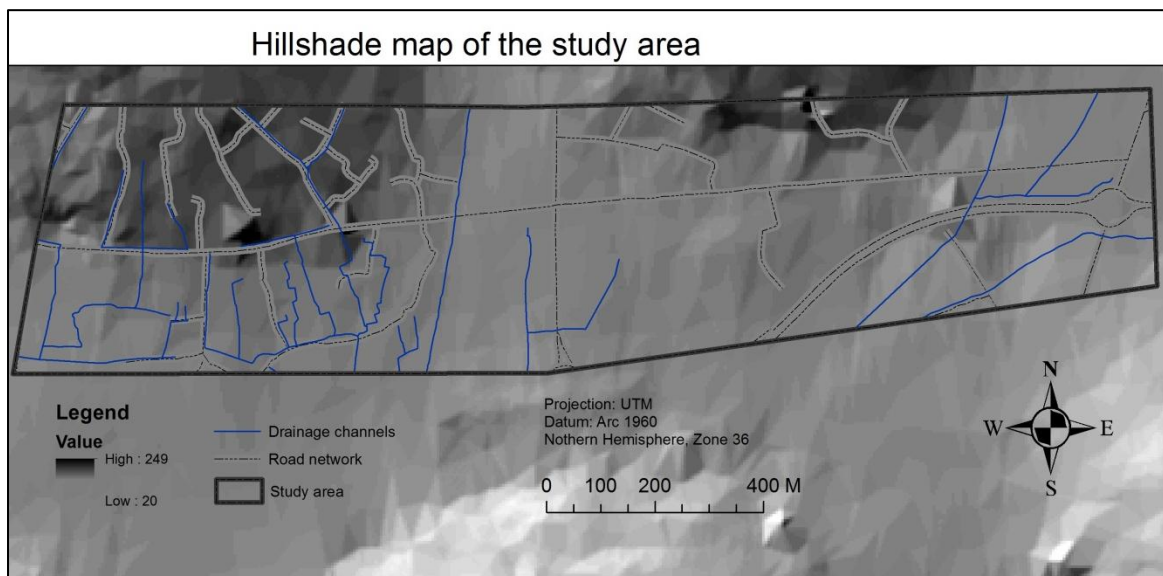 Hillshade map of the study area
Legend
Value
High : 249
Low : 20
Drainage channels
Road network
Study area
Projection: UTM
Datum: Arc 1960
Nothern Hemisphere, Zone 36
0 100 200 400 M
N
W E
S